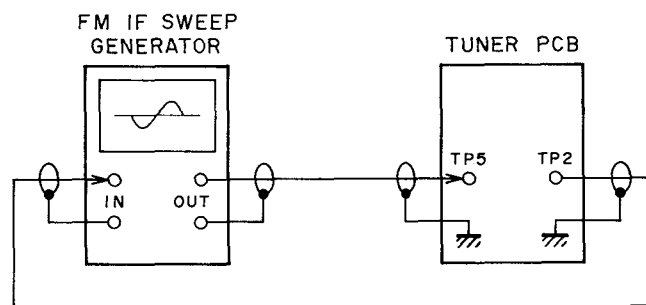 FM IF SWEEP
GENERATOR
TUNER PCB
TP5
TP2
IN
OUT